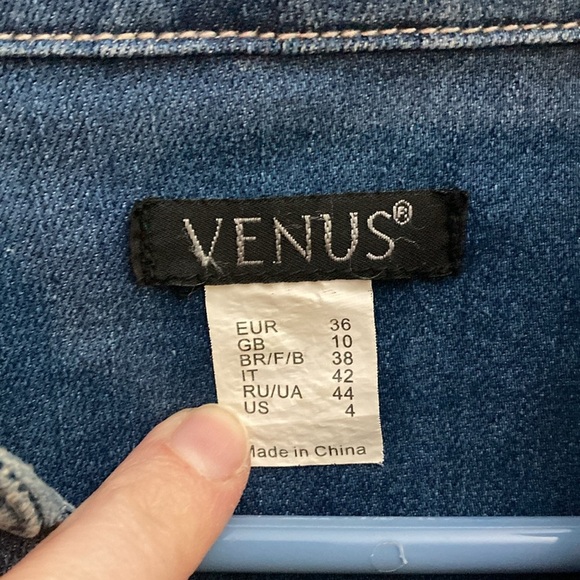 VENUS®
EUR 36
GB 10
BR/F/B 38
IT 42
RU/UA 44
US 4
Made in China